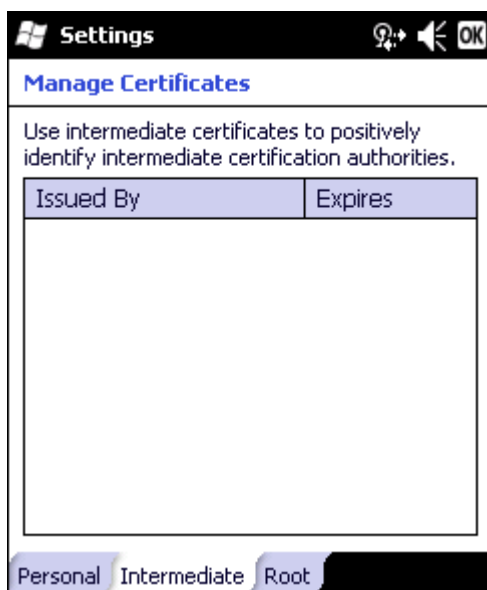 Settings
OK
Manage Certificates
Use intermediate certificates to positively
identify intermediate certification authorities.
Issued By Expires
Personal Intermediate Root